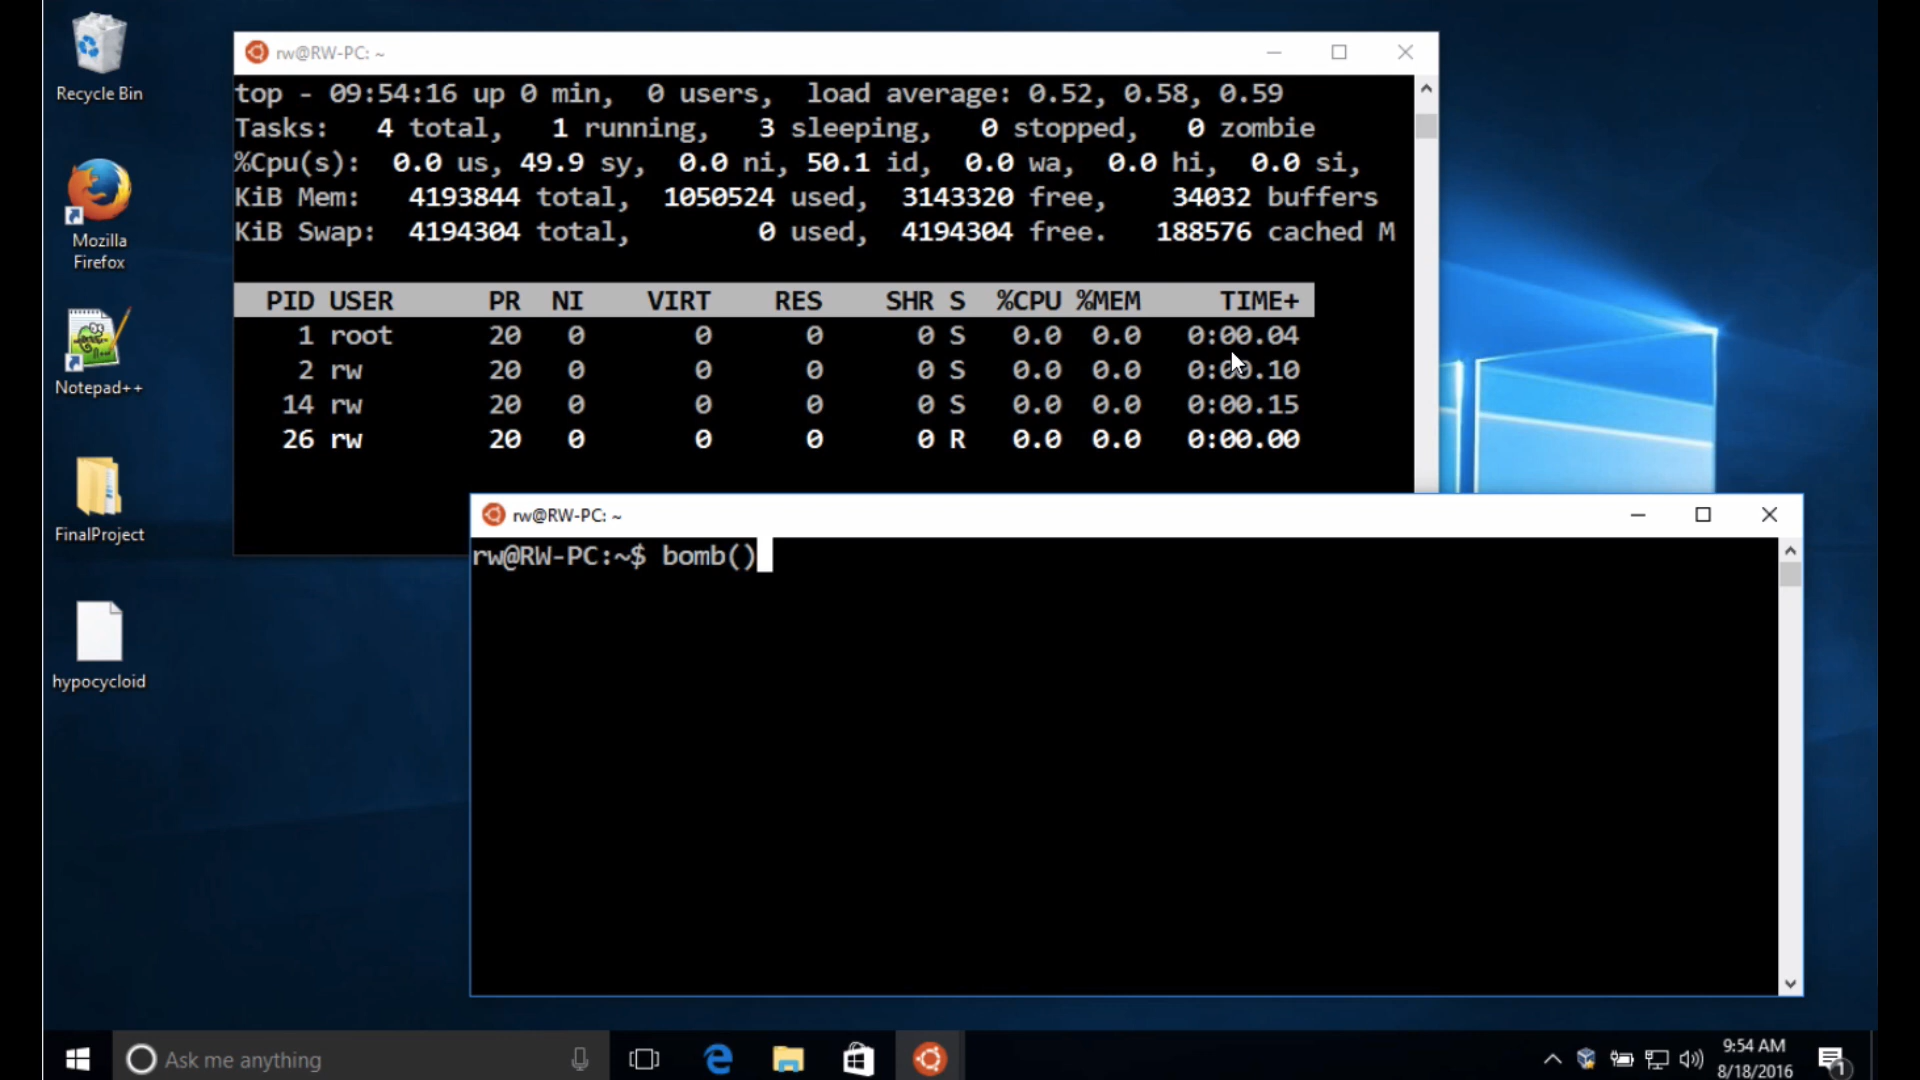 Recycle Bin
Mozilla
Firefox
Notepad++
FinalProject
hypocycloid
rw@RW-PC: ~
top - 09:54:16 up 0 min,  0 users,  load average: 0.52, 0.58, 0.59
Tasks:   4 total,   1 running,   3 sleeping,   0 stopped,   0 zombie
%Cpu(s):  0.0 us, 49.9 sy,  0.0 ni, 50.1 id,  0.0 wa,  0.0 hi,  0.0 si,
KiB Mem:   4193844 total,  1050524 used,  3143320 free,    34032 buffers
KiB Swap:  4194304 total,        0 used,  4194304 free.   188576 cached M
PID USER      PR  NI    VIRT    RES    SHR S  %CPU %MEM     TIME+
1 root      20   0       0      0      0 S   0.0  0.0   0:00.04
2 rw        20   0       0      0      0 S   0.0  0.0   0:00.10
14 rw        20   0       0      0      0 S   0.0  0.0   0:00.15
26 rw        20   0       0      0      0 R   0.0  0.0   0:00.00
rw@RW-PC: ~
rw@RW-PC:~$ bomb()
Ask me anything
9:54 AM
8/18/2016
1